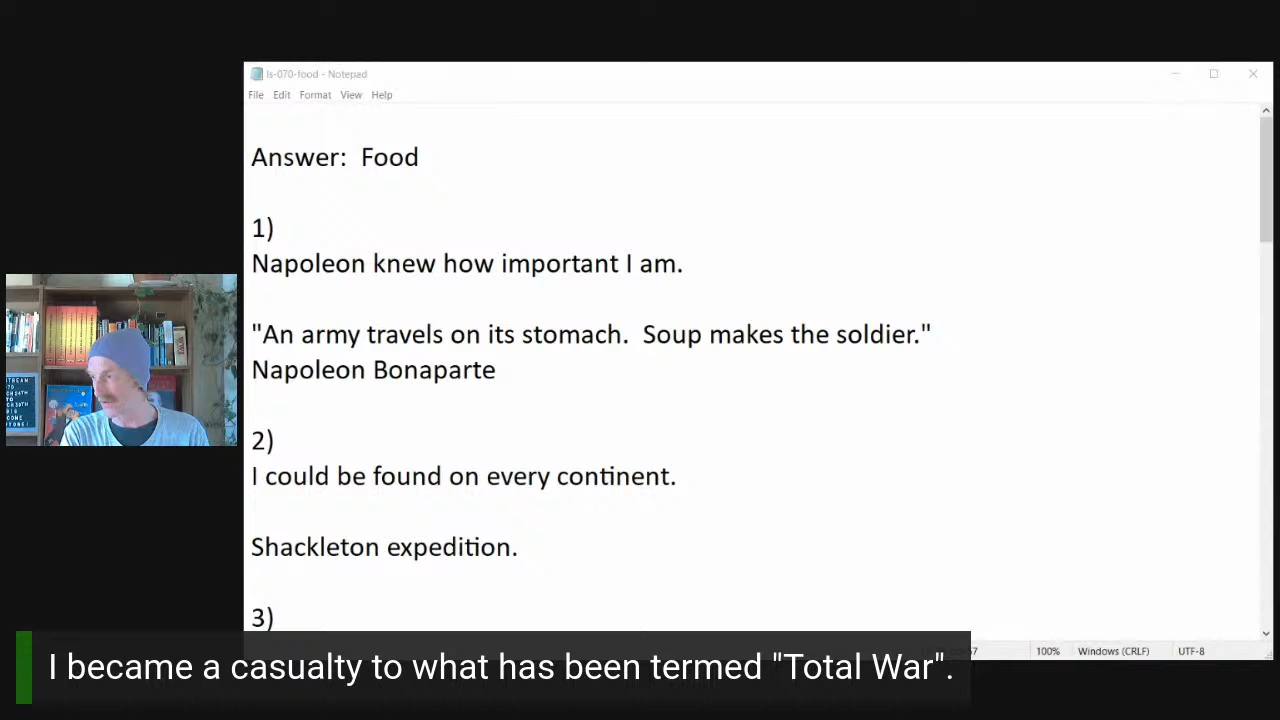 ls-070-food - Notepad
File Edit Format View Help
Answer:  Food
1)
Napoleon knew how important I am.
"An army travels on its stomach.  Soup makes the soldier."
Napoleon Bonaparte
2)
I could be found on every continent.
Shackleton expedition.
3)
100% Windows (CRLF) UTF-8
I became a casualty to what has been termed "Total War".